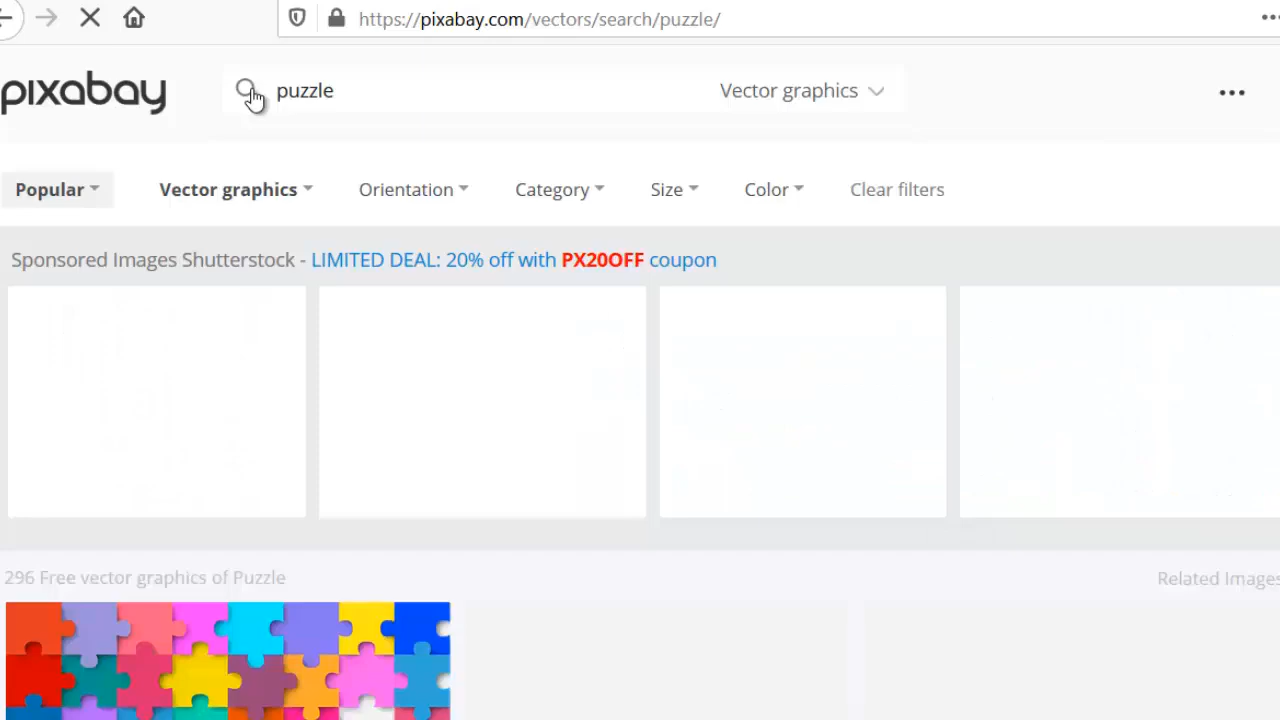 https://pixabay.com/vectors/search/puzzle/
pixabay
puzzle
Vector graphics
Popular
Vector graphics
Orientation
Category
Size
Color
Clear filters
Sponsored Images Shutterstock - LIMITED DEAL: 20% off with PX20OFF coupon
296 Free vector graphics of Puzzle
Related Images